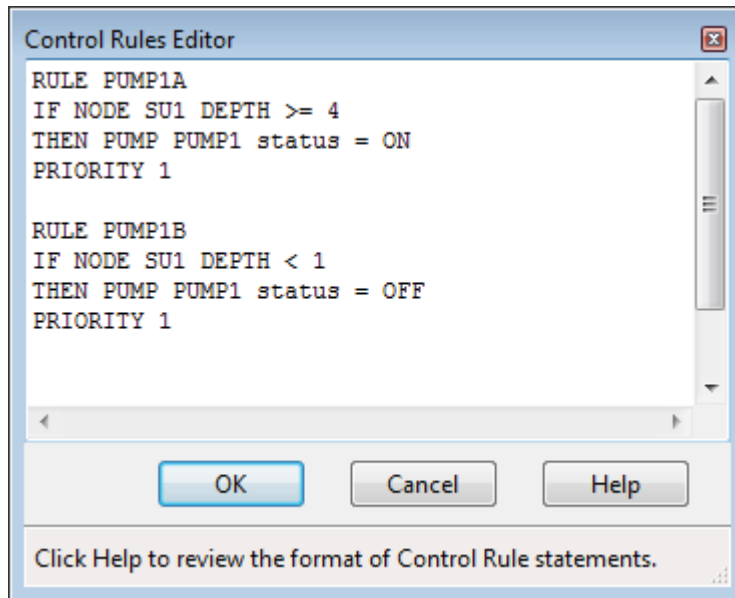 Control Rules Editor
RULE PUMP1A
IF NODE SU1 DEPTH >= 4
THEN PUMP PUMP1 status = ON
PRIORITY 1
RULE PUMP1B
IF NODE SU1 DEPTH < 1
THEN PUMP PUMP1 status = OFF
PRIORITY 1
OK Cancel Help
Click Help to review the format of Control Rule statements.